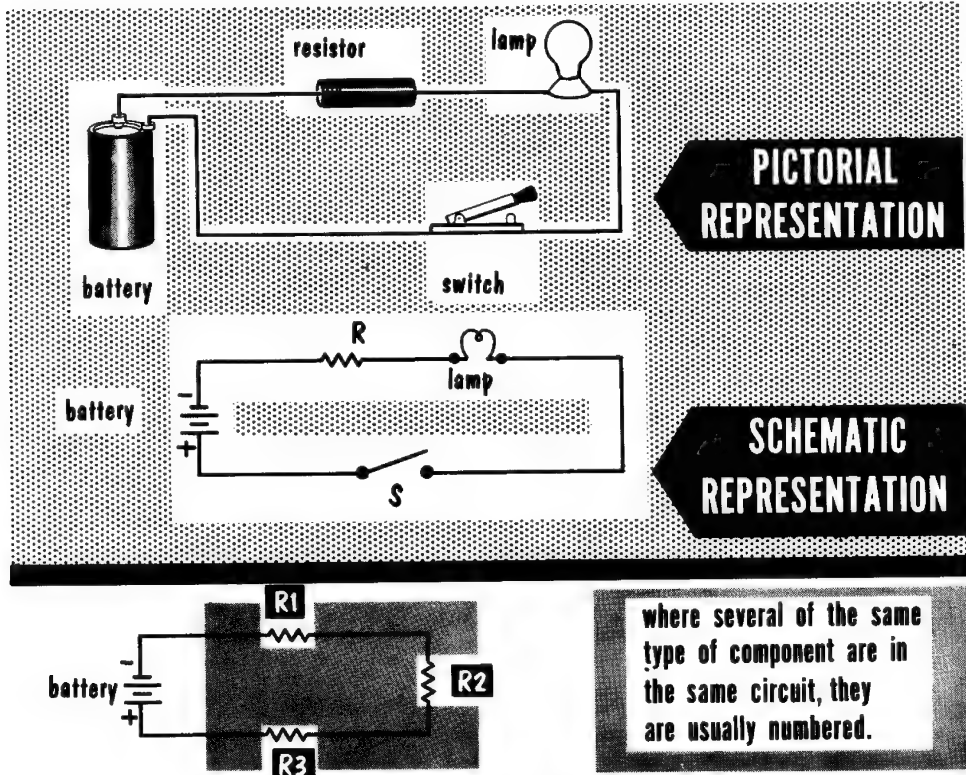 resistor
lamp
battery
switch
PICTORIAL
REPRESENTATION
R
lamp
battery
-
+
S
SCHEMATIC
REPRESENTATION
R1
battery
-
+
R2
R3
where several of the same
type of component are in
the same circuit, they
are usually numbered.